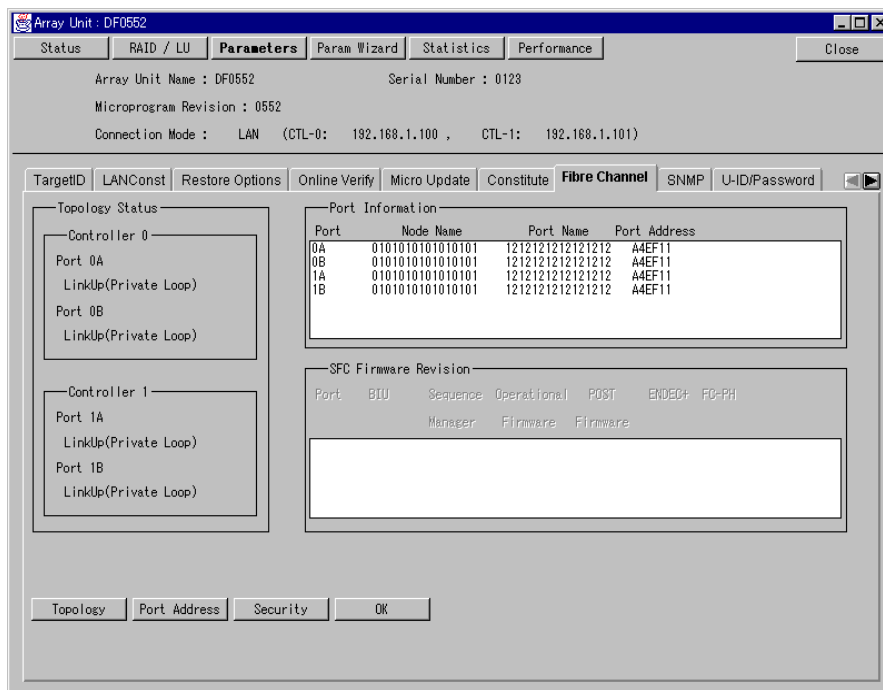 Array Unit : DF0552
Status RAID / LU Parameters Param Wizard Statistics Performance Close
Array Unit Name : DF0552 Serial Number : 0123
Microprogram Revision : 0552
Connection Mode : LAN (CTL-0: 192.168.1.100 , CTL-1: 192.168.1.101)
TargetID LANConst Restore Options Online Verify Micro Update Constitute Fibre Channel SNMP U-ID/Password
Topology Status
Controller 0
Port 0A
LinkUp(Private Loop)
Port 0B
LinkUp(Private Loop)
Controller 1
Port 1A
LinkUp(Private Loop)
Port 1B
LinkUp(Private Loop)
Port Information
Port Node Name Port Name Port Address
0A 0101010101010101 1212121212121212 A4EF11
0B 0101010101010101 1212121212121212 A4EF11
1A 0101010101010101 1212121212121212 A4EF11
1B 0101010101010101 1212121212121212 A4EF11
SFC Firmware Revision
Port BIU Sequence Operational POST ENDEC+ FC-PH
Manager Firmware Firmware
Topology Port Address Security OK